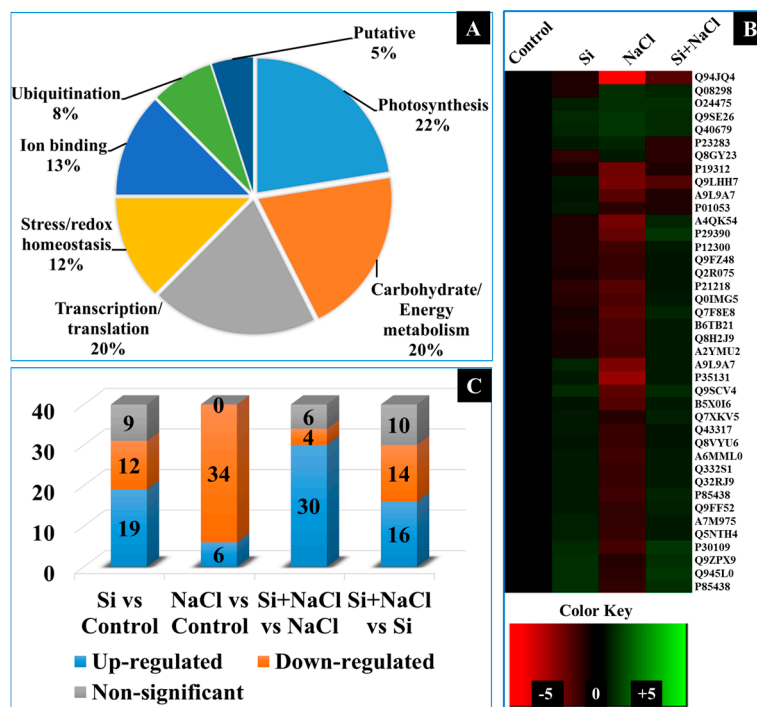 A
Putative
5%
Photosynthesis
22%
Carbohydrate/
Energy
metabolism
20%
Transcription/
translation
20%
Stress/redox
homeostasis
12%
Ion binding
13%
Ubiquitination
8%
B
Control
Si
NaCl
Si+NaCl
Q94JQ4
Q08298
O24475
Q9SE26
Q40679
P23283
Q8GY23
P19312
Q9LHH7
A9L9A7
P01053
A4QK54
P29390
P12300
Q9FZ48
Q2R075
P21218
Q0IMG5
Q7F8E8
B6TB21
Q8H2J9
A2YMU2
A9L9A7
P35131
Q9SCV4
B5X0I6
Q7XKV5
Q43317
Q8VYU6
A6MML0
Q332S1
Q32RJ9
P85438
Q9FF52
A7M975
Q5NTH4
P30109
Q9ZPX9
Q945L0
P85438
Color Key
-5 0 +5
C
40
30
20
10
0
9 0 6 10
12 34 4 14
19 6 30 16
Si vs Control
NaCl vs Control
Si+NaCl vs NaCl
Si+NaCl vs Si
Up-regulated
Down-regulated
Non-significant